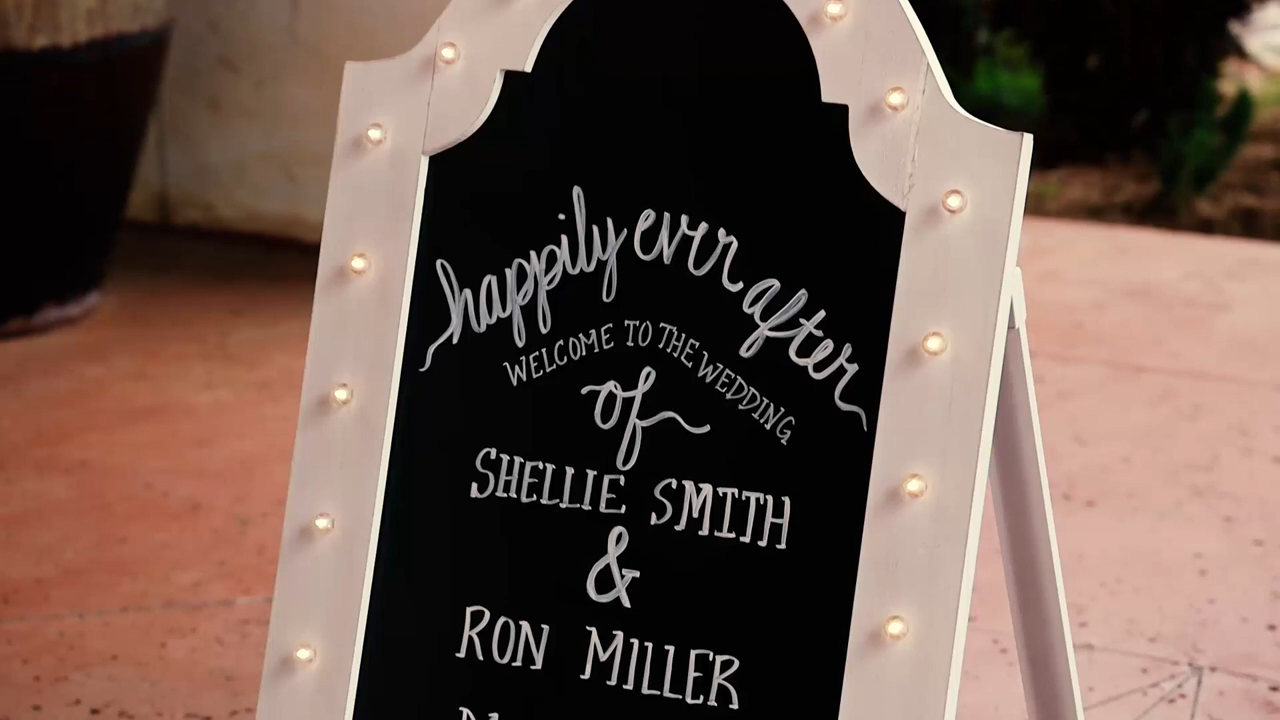 happily ever after
WELCOME TO THE WEDDING
of
SHELLIE SMITH
&
RON MILLER